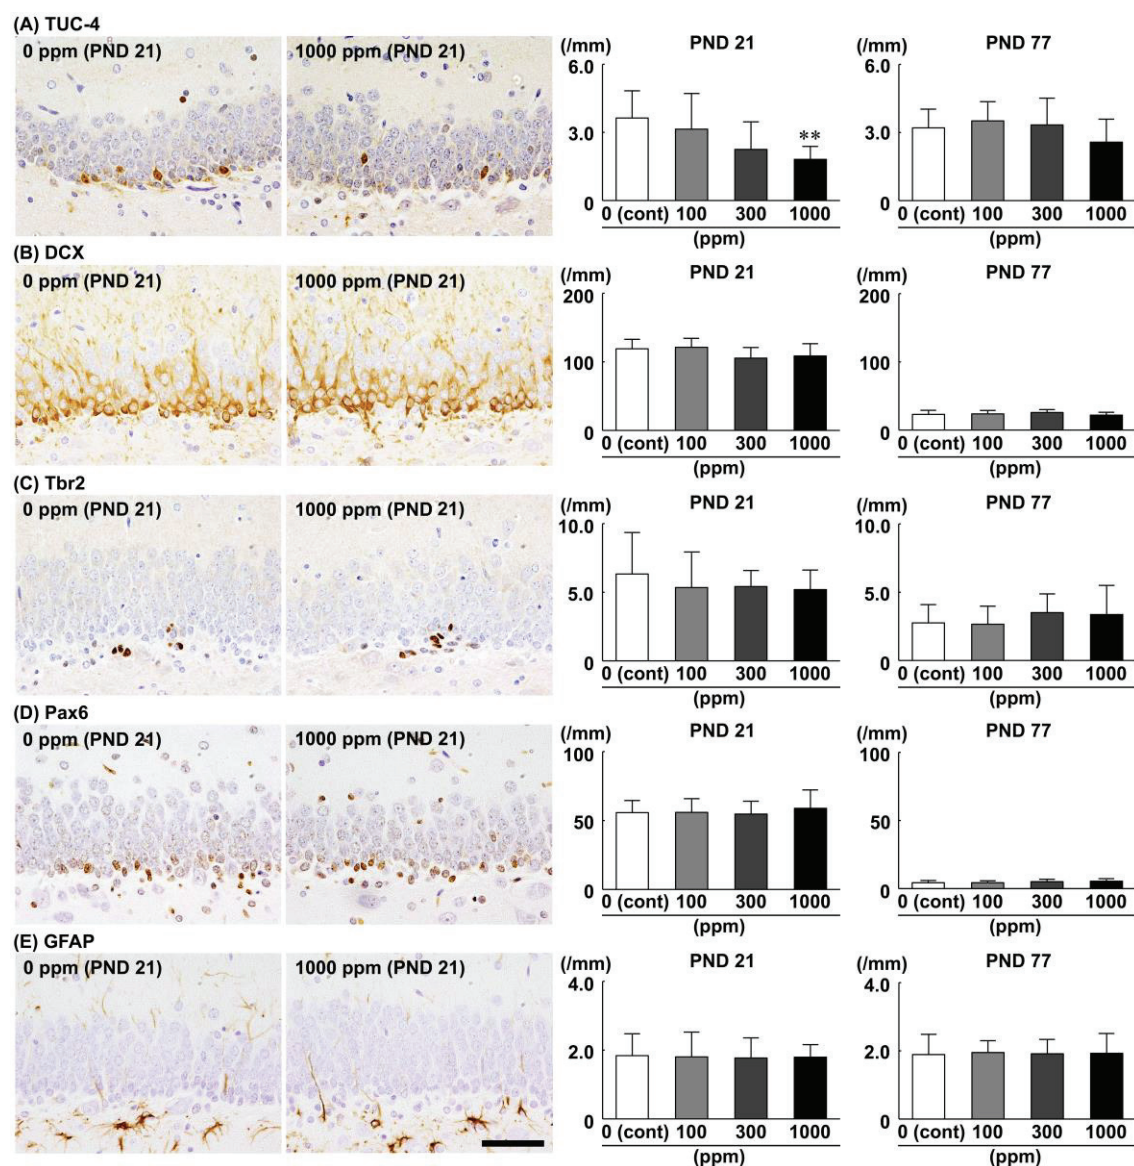 (A) TUC-4
0 ppm (PND 21)
1000 ppm (PND 21)
(/mm)
PND 21
6.0
3.0
0
**
0 (cont) 100 300 1000
(ppm)
(/mm)
PND 77
6.0
3.0
0
0 (cont) 100 300 1000
(ppm)
(B) DCX
0 ppm (PND 21)
1000 ppm (PND 21)
(/mm)
PND 21
200
100
0
0 (cont) 100 300 1000
(ppm)
(/mm)
PND 77
200
100
0
0 (cont) 100 300 1000
(ppm)
(C) Tbr2
0 ppm (PND 21)
1000 ppm (PND 21)
(/mm)
PND 21
10.0
5.0
0
0 (cont) 100 300 1000
(ppm)
(/mm)
PND 77
10.0
5.0
0
0 (cont) 100 300 1000
(ppm)
(D) Pax6
0 ppm (PND 21)
1000 ppm (PND 21)
(/mm)
PND 21
100
50
0
0 (cont) 100 300 1000
(ppm)
(/mm)
PND 77
100
50
0
0 (cont) 100 300 1000
(ppm)
(E) GFAP
0 ppm (PND 21)
1000 ppm (PND 21)
(/mm)
PND 21
4.0
2.0
0
0 (cont) 100 300 1000
(ppm)
(/mm)
PND 77
4.0
2.0
0
0 (cont) 100 300 1000
(ppm)